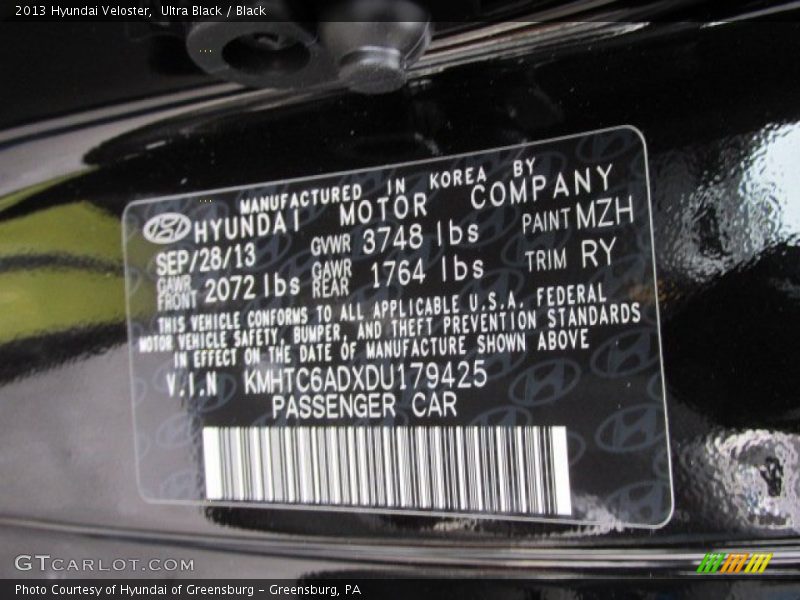 2013 Hyundai Veloster, Ultra Black / Black
MANUFACTURED IN KOREA BY
HYUNDAI MOTOR COMPANY
SEP/28/13 GVWR 3748 lbs PAINT MZH
GAWR FRONT 2072 lbs GAWR REAR 1764 lbs TRIM RY
THIS VEHICLE CONFORMS TO ALL APPLICABLE U.S.A. FEDERAL
MOTOR VEHICLE SAFETY, BUMPER, AND THEFT PREVENTION STANDARDS
IN EFFECT ON THE DATE OF MANUFACTURE SHOWN ABOVE
V.I.N KMHTC6ADXDU179425
PASSENGER CAR
GTCARLOT.COM
Photo Courtesy of Hyundai of Greensburg - Greensburg, PA